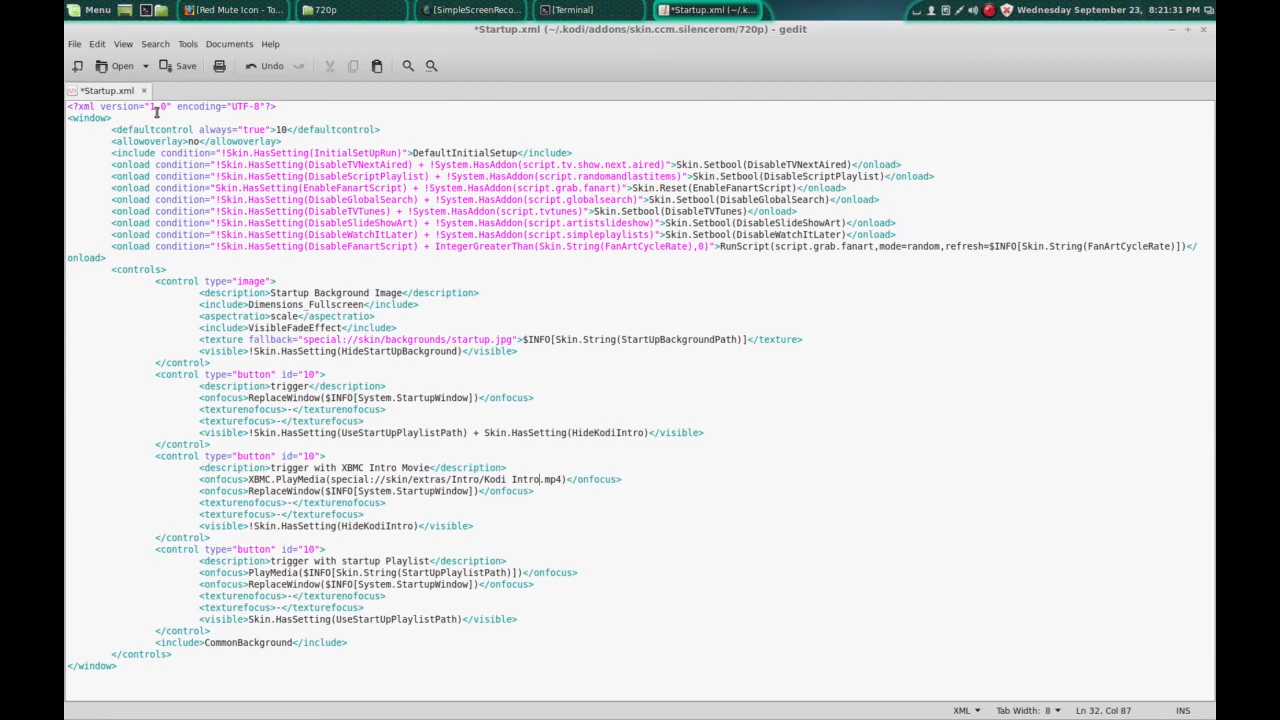 Menu
[Red Mute Icon - To...
720p
[SimpleScreenReco...
[Terminal]
*Startup.xml (~/.k...
Wednesday September 23, 8:21:31 PM
*Startup.xml (~/.kodi/addons/skin.ccm.silencerom/720p) - gedit
File Edit View Search Tools Documents Help
Open Save Undo
*Startup.xml
<?xml version="1.0" encoding="UTF-8"?>
<window>
<defaultcontrol always="true">10</defaultcontrol>
<allowoverlay>no</allowoverlay>
<include condition="!Skin.HasSetting(InitialSetUpRun)">DefaultInitialSetup</include>
<onload condition="!Skin.HasSetting(DisableTVNextAired) + !System.HasAddon(script.tv.show.next.aired)">Skin.Setbool(DisableTVNextAired)</onload>
<onload condition="!Skin.HasSetting(DisableScriptPlaylist) + !System.HasAddon(script.randomandlastitems)">Skin.Setbool(DisableScriptPlaylist)</onload>
<onload condition="Skin.HasSetting(EnableFanartScript) + !System.HasAddon(script.grab.fanart)">Skin.Reset(EnableFanartScript)</onload>
<onload condition="!Skin.HasSetting(DisableGlobalSearch) + !System.HasAddon(script.globalsearch)">Skin.Setbool(DisableGlobalSearch)</onload>
<onload condition="!Skin.HasSetting(DisableTVTunes) + !System.HasAddon(script.tvtunes)">Skin.Setbool(DisableTVTunes)</onload>
<onload condition="!Skin.HasSetting(DisableSlideShowArt) + !System.HasAddon(script.artistslideshow)">Skin.Setbool(DisableSlideShowArt)</onload>
<onload condition="!Skin.HasSetting(DisableWatchItLater) + !System.HasAddon(script.simpleplaylists)">Skin.Setbool(DisableWatchItLater)</onload>
<onload condition="!Skin.HasSetting(DisableFanartScript) + IntegerGreaterThan(Skin.String(FanArtCycleRate),0)">RunScript(script.grab.fanart,mode=random,refresh=$INFO[Skin.String(FanArtCycleRate)])</
onload>
<controls>
<control type="image">
<description>Startup Background Image</description>
<include>Dimensions_Fullscreen</include>
<aspectratio>scale</aspectratio>
<include>VisibleFadeEffect</include>
<texture fallback="special://skin/backgrounds/startup.jpg">$INFO[Skin.String(StartUpBackgroundPath)]</texture>
<visible>!Skin.HasSetting(HideStartUpBackground)</visible>
</control>
<control type="button" id="10">
<description>trigger</description>
<onfocus>ReplaceWindow($INFO[System.StartupWindow])</onfocus>
<texturenofocus>-</texturenofocus>
<texturefocus>-</texturefocus>
<visible>!Skin.HasSetting(UseStartUpPlaylistPath) + Skin.HasSetting(HideKodiIntro)</visible>
</control>
<control type="button" id="10">
<description>trigger with XBMC Intro Movie</description>
<onfocus>XBMC.PlayMedia(special://skin/extras/Intro/Kodi Intro.mp4)</onfocus>
<onfocus>ReplaceWindow($INFO[System.StartupWindow])</onfocus>
<texturenofocus>-</texturenofocus>
<texturefocus>-</texturefocus>
<visible>!Skin.HasSetting(HideKodiIntro)</visible>
</control>
<control type="button" id="10">
<description>trigger with startup Playlist</description>
<onfocus>PlayMedia($INFO[Skin.String(StartUpPlaylistPath)])</onfocus>
<onfocus>ReplaceWindow($INFO[System.StartupWindow])</onfocus>
<texturenofocus>-</texturenofocus>
<texturefocus>-</texturefocus>
<visible>Skin.HasSetting(UseStartUpPlaylistPath)</visible>
</control>
<include>CommonBackground</include>
</controls>
</window>
XML Tab Width: 8 Ln 32, Col 87 INS